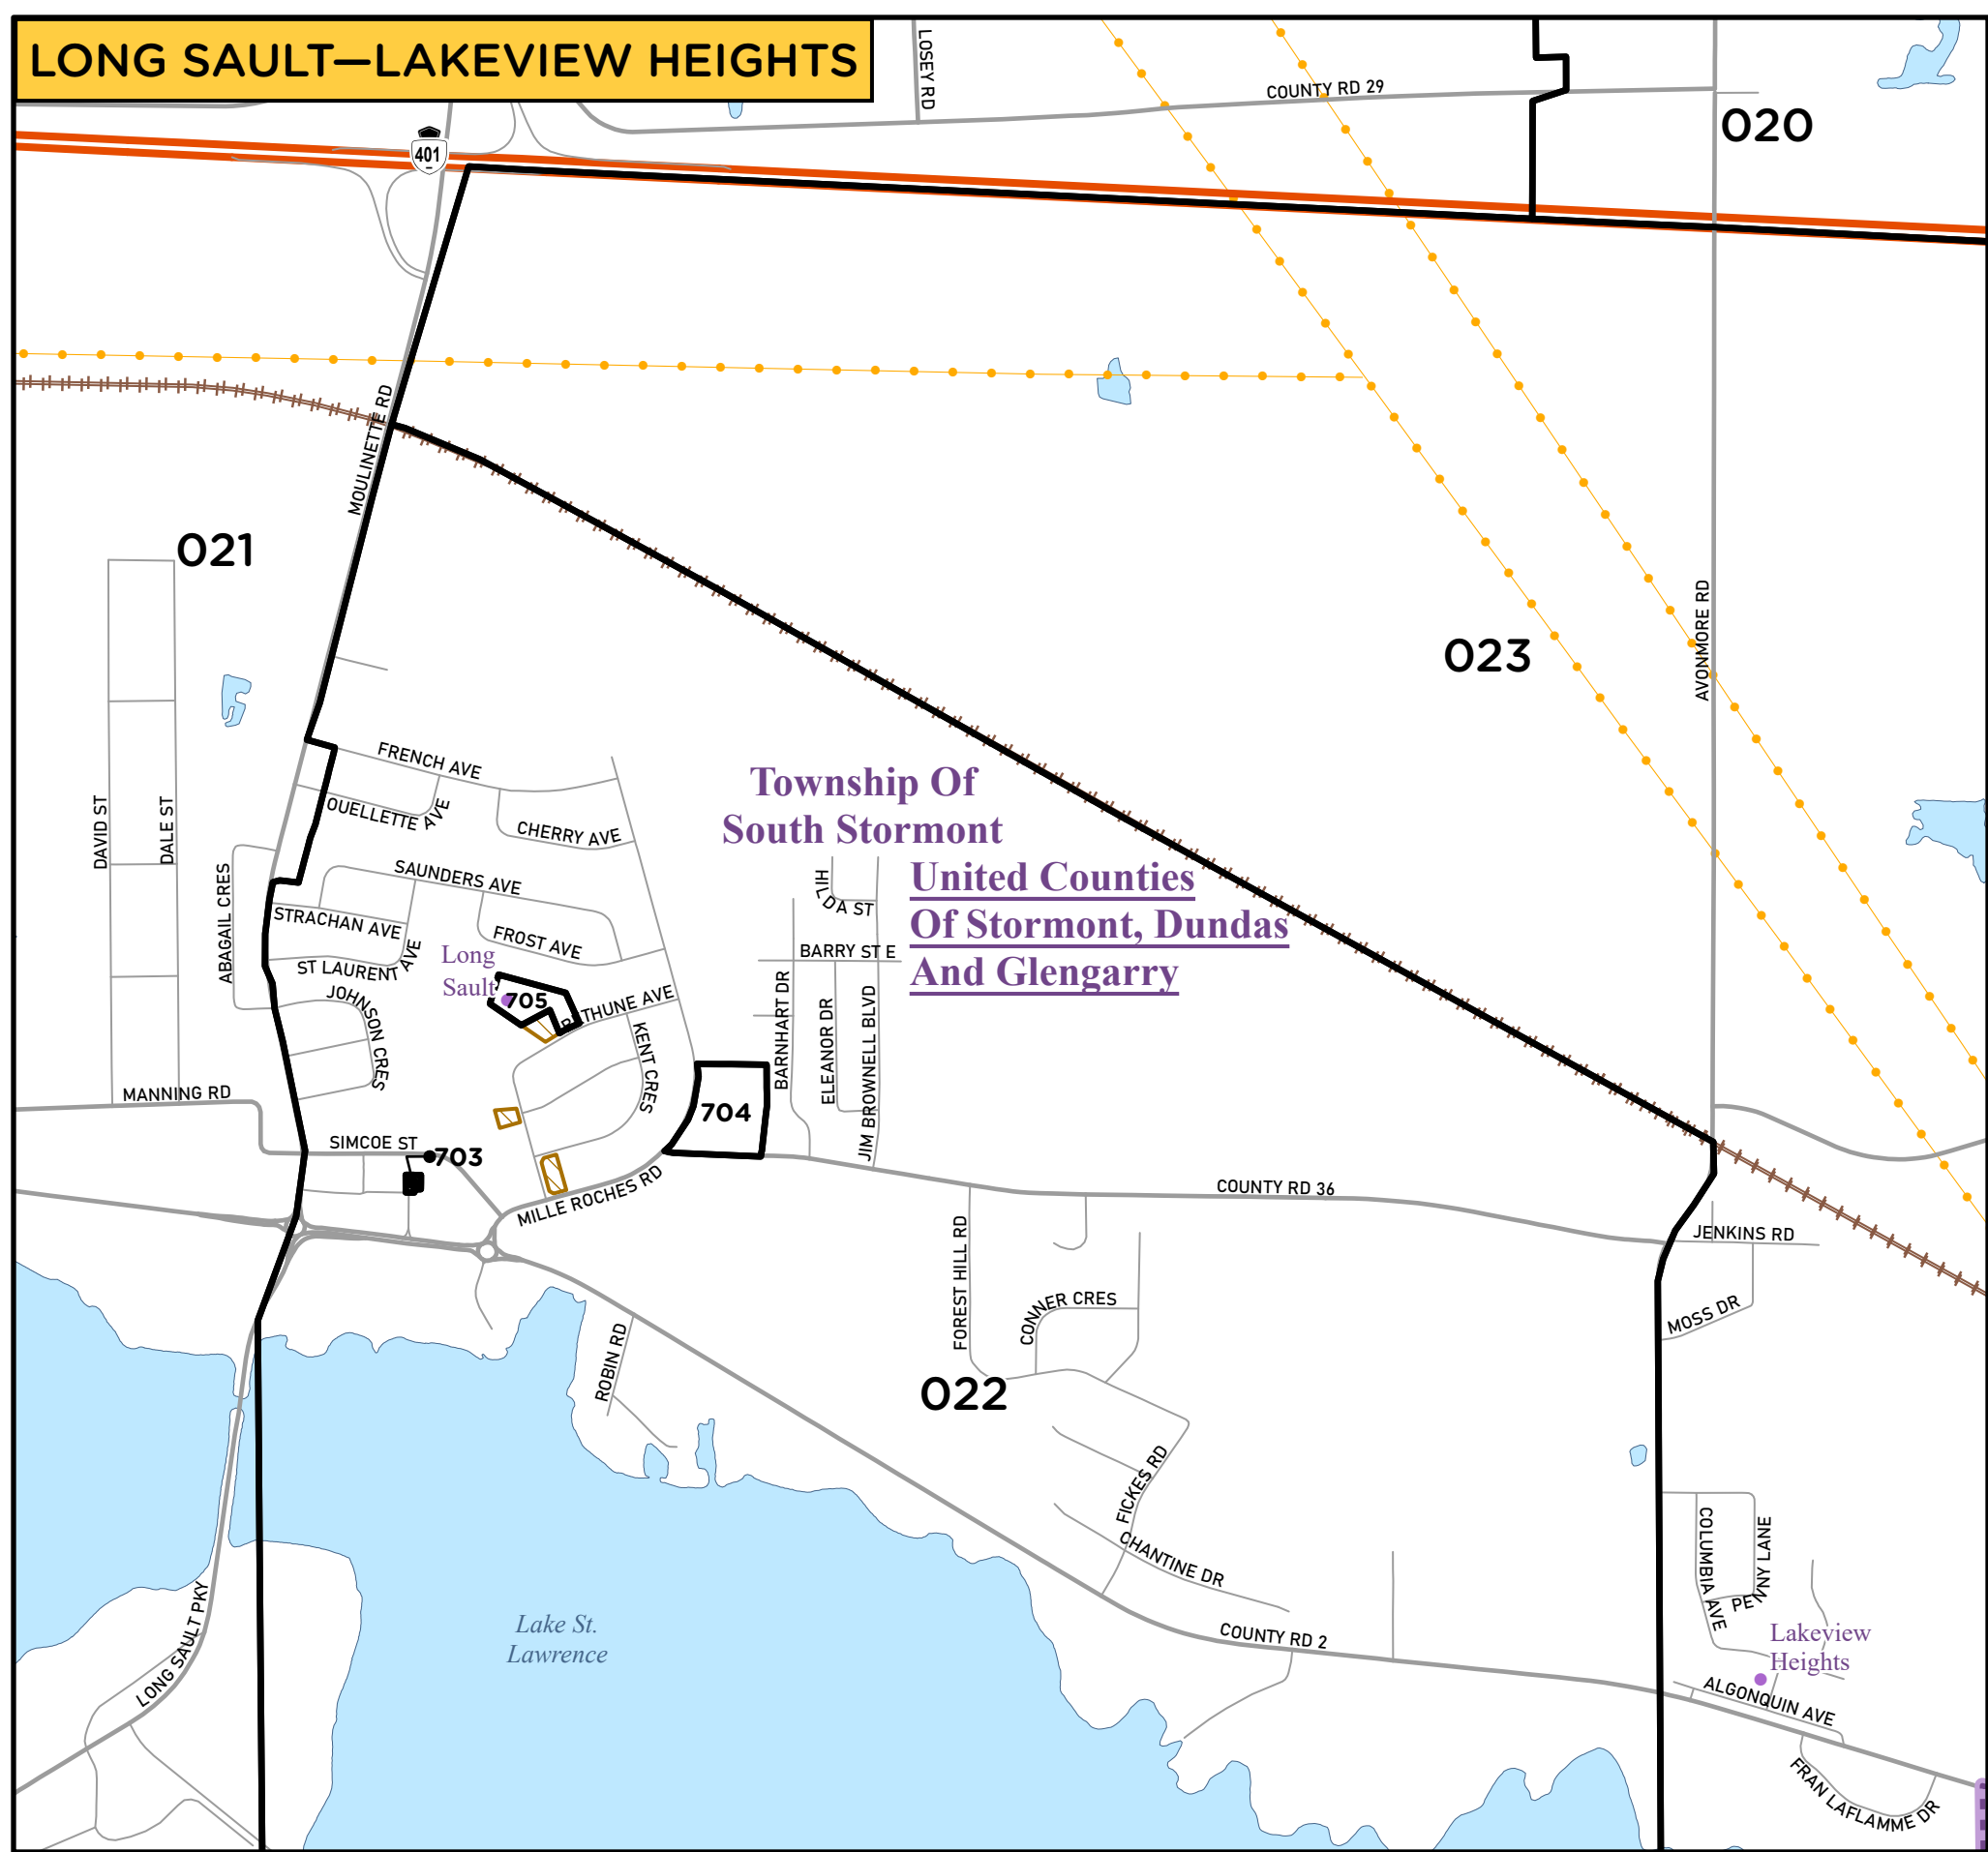 LONG SAULT—LAKEVIEW HEIGHTS
LOSEY RD
COUNTY RD 29
020
401
MOULINETTE RD
021
023
AVONMORE RD
FRENCH AVE
OUELLETTE AVE
CHERRY AVE
DAVID ST
DALE ST
ABAGAIL CRES
SAUNDERS AVE
STRACHAN AVE
FROST AVE
ST LAURENT AVE
JOHNSON CRES
Township Of
South Stormont
United Counties
Of Stormont, Dundas
And Glengarry
HILDA ST
BARRY ST E
BARNHART DR
ELEANOR DR
JIM BROWNELL BLVD
Long
Sault
705
THUNE AVE
KENT CRES
704
MANNING RD
SIMCOE ST
703
MILLE ROCHES RD
COUNTY RD 36
JENKINS RD
MOSS DR
FOREST HILL RD
CONNER CRES
ROBIN RD
022
FICKES RD
CHANTINE DR
COUNTY RD 2
COLUMBIA AVE
PENNY LANE
Lakeview
Heights
ALGONQUIN AVE
FRAN LAFLAMME DR
LONG SAULT PKY
Lake St.
Lawrence